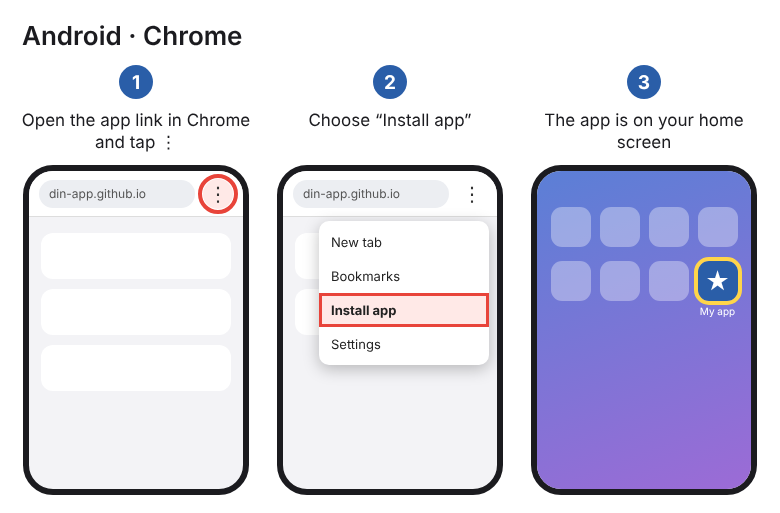 Android · Chrome
1
Open the app link in Chrome
and tap ⋮
din-app.github.io
⋮
2
Choose “Install app”
din-app.github.io
⋮
New tab
Bookmarks
Install app
Settings
3
The app is on your home
screen
My app